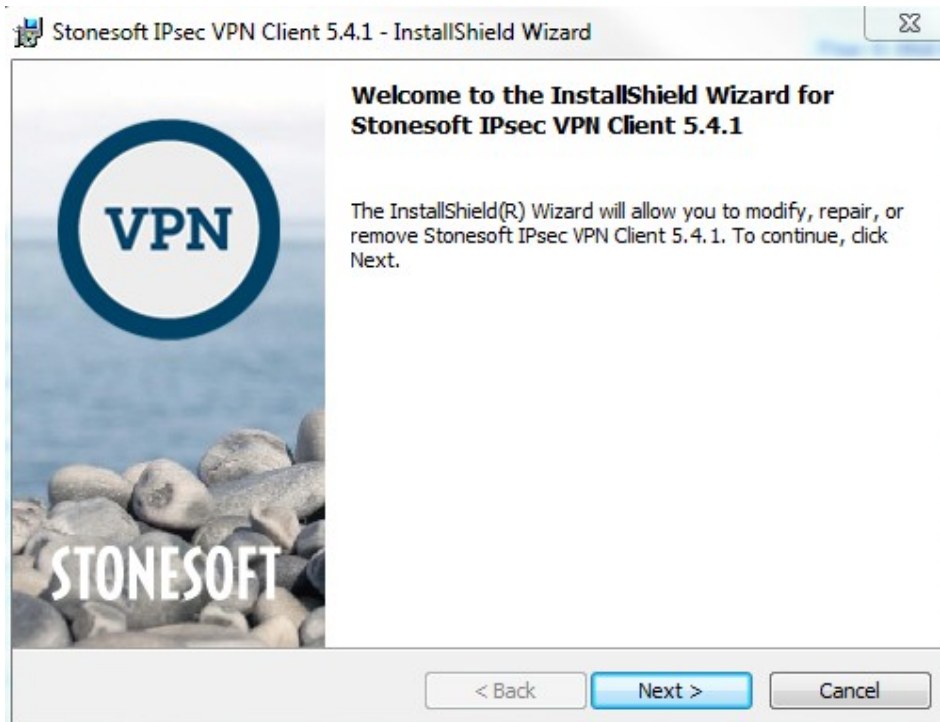 Stonesoft IPsec VPN Client 5.4.1 - InstallShield Wizard
Welcome to the InstallShield Wizard for
Stonesoft IPsec VPN Client 5.4.1
VPN
The InstallShield(R) Wizard will allow you to modify, repair, or
remove Stonesoft IPsec VPN Client 5.4.1. To continue, click
Next.
STONESOFT
< Back
Next >
Cancel